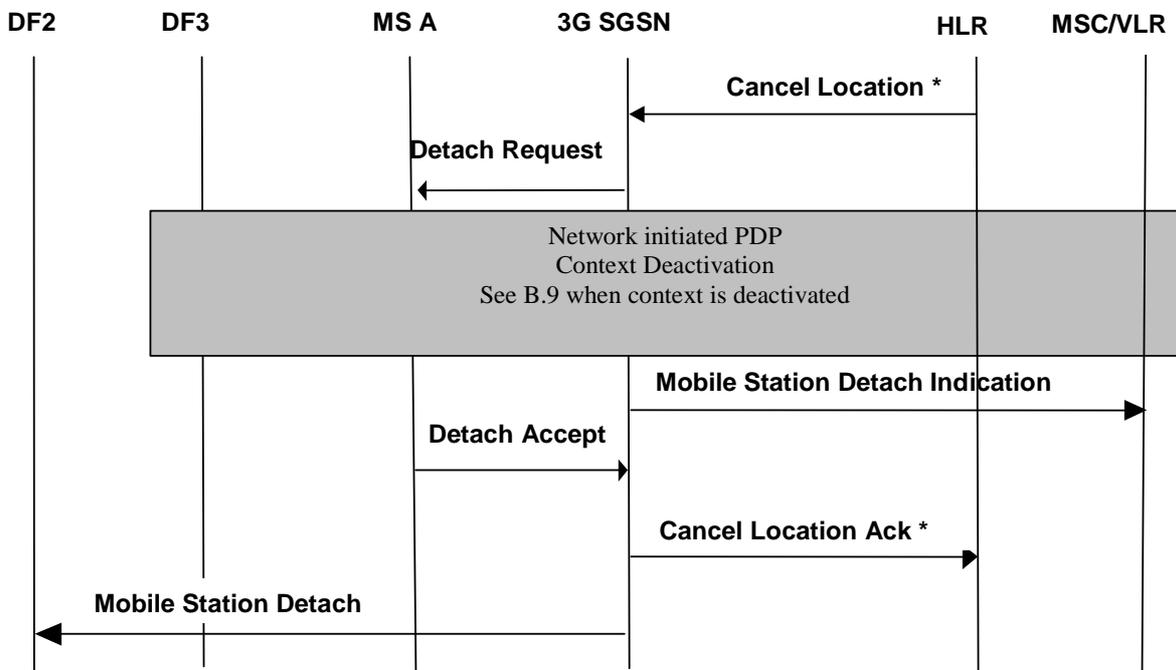 DF2 DF3 MS A 3G SGSN HLR MSC/VLR
Cancel Location *
Detach Request
Network initiated PDP
Context Deactivation
See B.9 when context is deactivated
Mobile Station Detach Indication
Detach Accept
Cancel Location Ack *
Mobile Station Detach